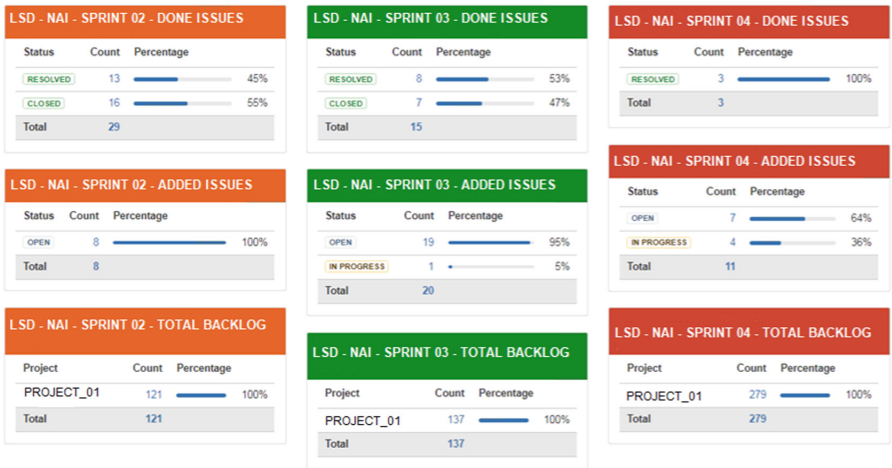 LSD - NAI - SPRINT 02 - DONE ISSUES
Status Count Percentage
RESOLVED 13 45%
CLOSED 16 55%
Total 29
LSD - NAI - SPRINT 02 - ADDED ISSUES
Status Count Percentage
OPEN 8 100%
Total 8
LSD - NAI - SPRINT 02 - TOTAL BACKLOG
Project Count Percentage
PROJECT_01 121 100%
Total 121
LSD - NAI - SPRINT 03 - DONE ISSUES
Status Count Percentage
RESOLVED 8 53%
CLOSED 7 47%
Total 15
LSD - NAI - SPRINT 03 - ADDED ISSUES
Status Count Percentage
OPEN 19 95%
IN PROGRESS 1 5%
Total 20
LSD - NAI - SPRINT 03 - TOTAL BACKLOG
Project Count Percentage
PROJECT_01 137 100%
Total 137
LSD - NAI - SPRINT 04 - DONE ISSUES
Status Count Percentage
RESOLVED 3 100%
Total 3
LSD - NAI - SPRINT 04 - ADDED ISSUES
Status Count Percentage
OPEN 7 64%
IN PROGRESS 4 36%
Total 11
LSD - NAI - SPRINT 04 - TOTAL BACKLOG
Project Count Percentage
PROJECT_01 279 100%
Total 279